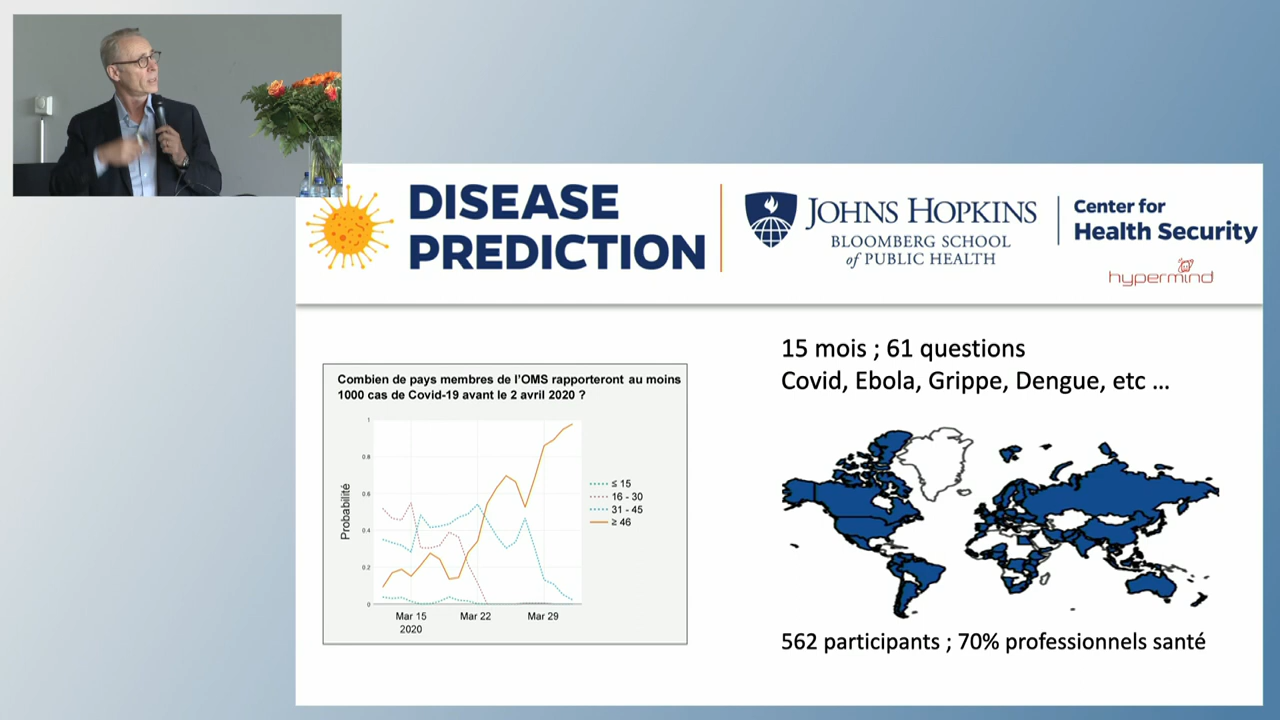 DISEASE
PREDICTION
JOHNS HOPKINS
BLOOMBERG SCHOOL
of PUBLIC HEALTH
Center for
Health Security
hypermind
15 mois ; 61 questions
Covid, Ebola, Grippe, Dengue, etc ...
Combien de pays membres de l'OMS rapporteront au moins
1000 cas de Covid-19 avant le 2 avril 2020 ?
Probabilité
1
0.8
0.6
0.4
0.2
0
Mar 15
2020
Mar 22
Mar 29
≤ 15
16 - 30
31 - 45
≥ 46
562 participants ; 70% professionnels santé